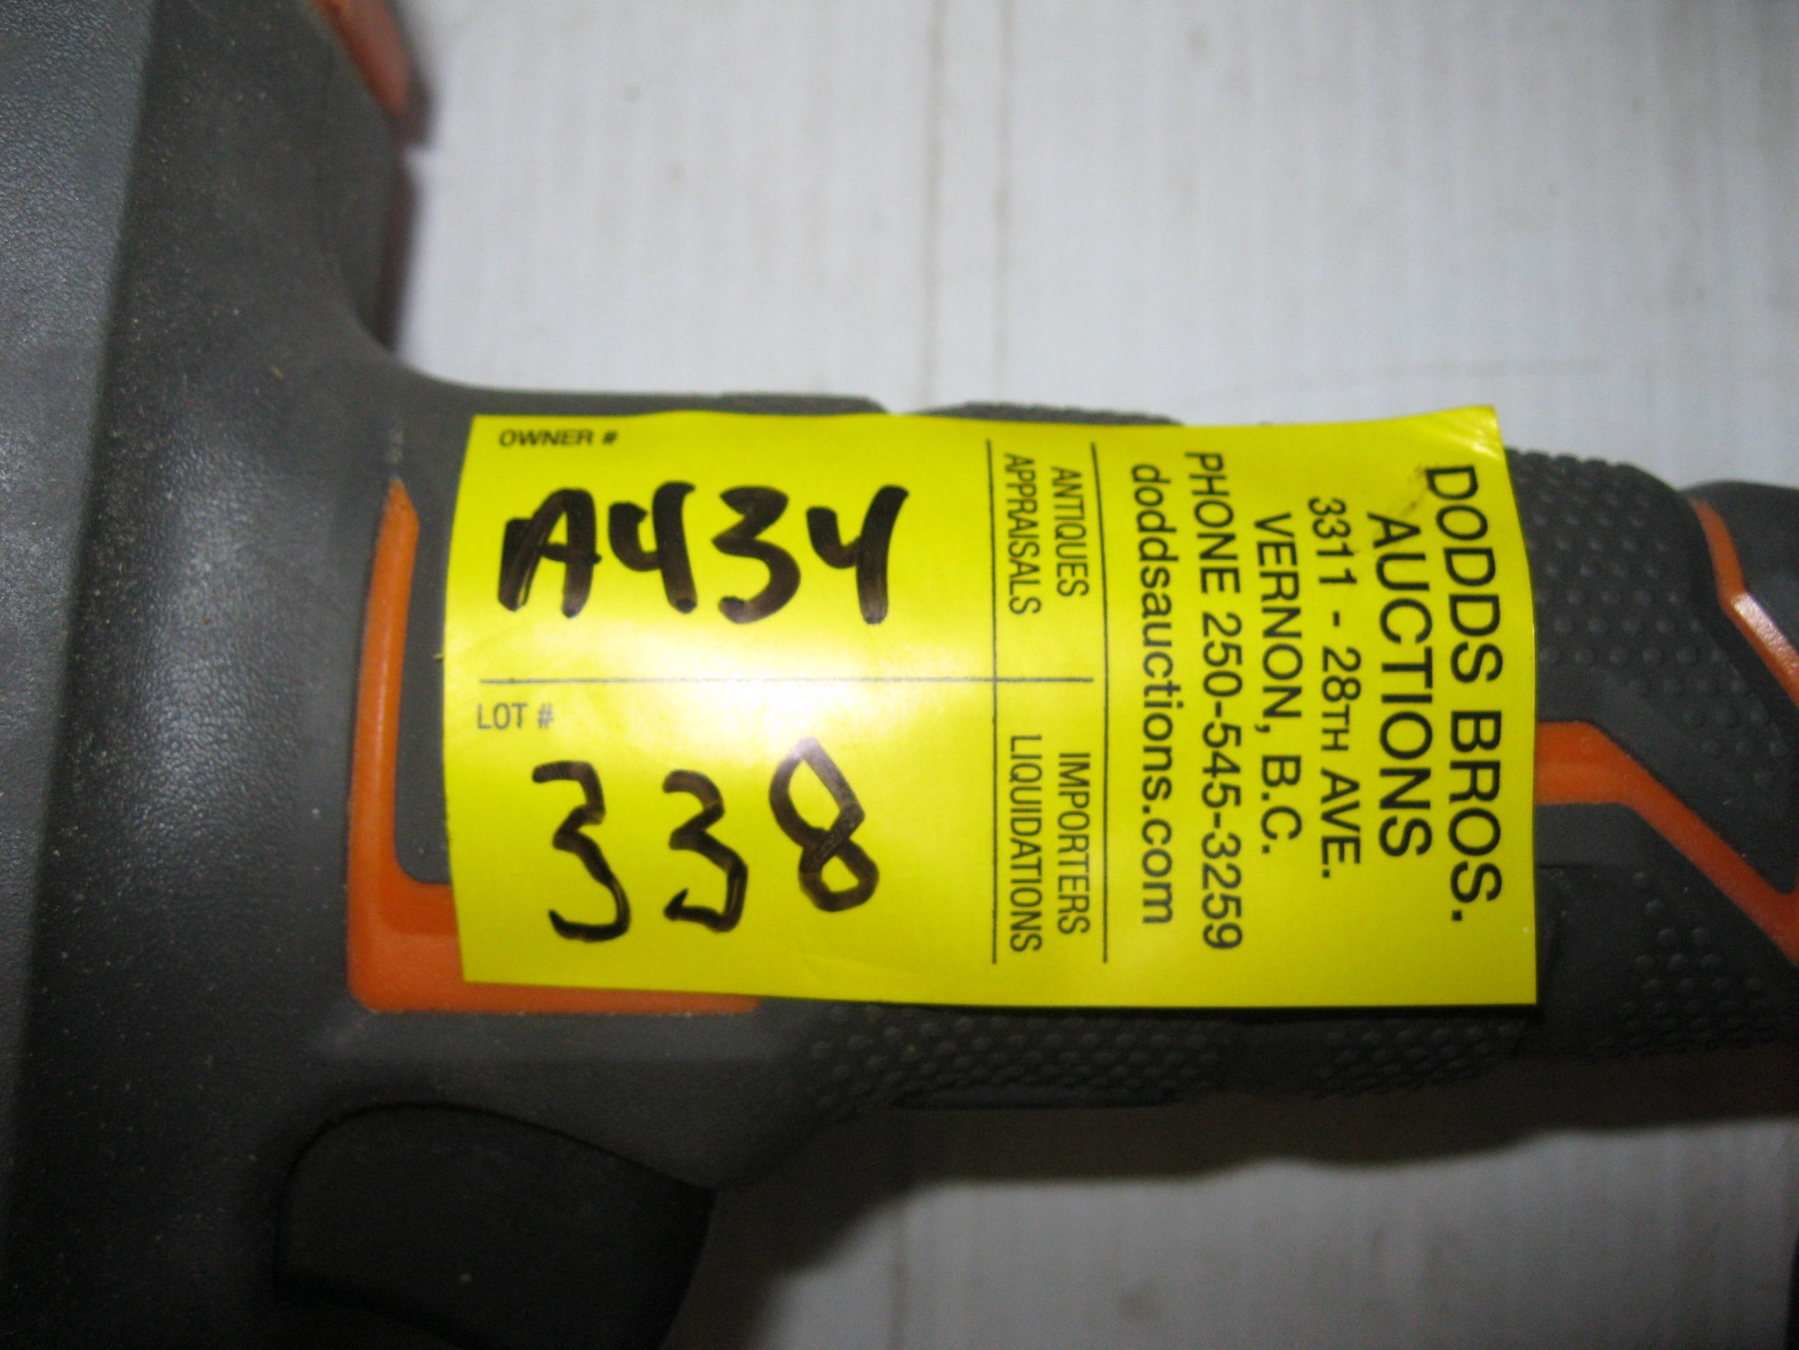 DODDS BROS.
AUCTIONS
3311 - 28TH AVE.
VERNON, B.C.
PHONE 250-545-3259
doddsauctions.com
ANTIQUES IMPORTERS
APPRAISALS LIQUIDATIONS
OWNER #
A434
LOT #
338